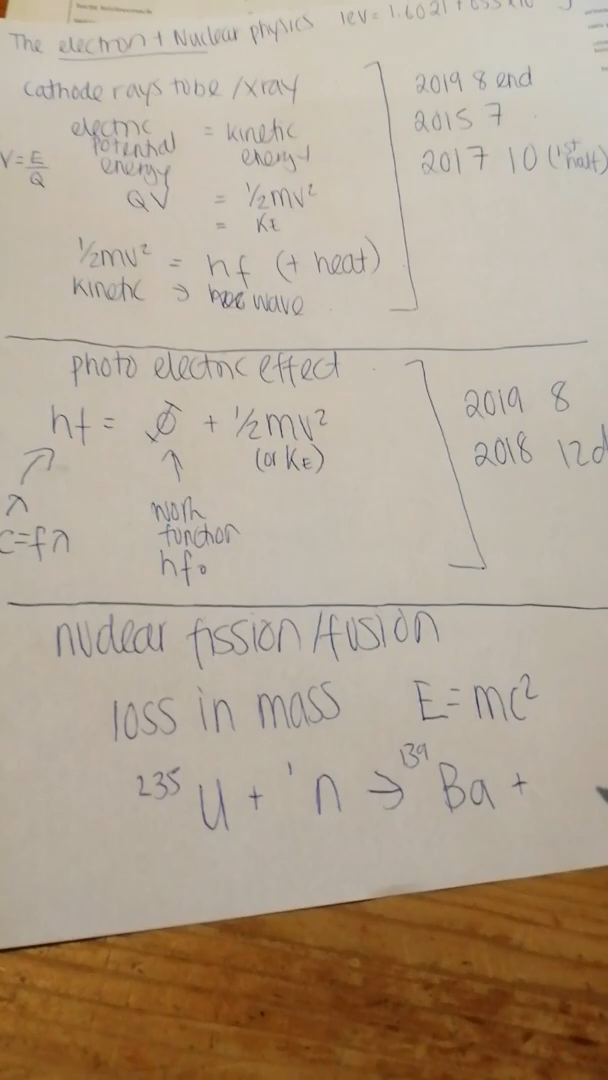 The electron + Nuclear physics 1eV = 1.6021
cathode rays tube / xray
electric potential energy = kinetic energy
V = E/Q
QV = ½mv²
= KE
½mv² = hf (+ heat)
kinetic → wave
2019 8 end
2015 7
2017 10 (1st half)
photo electric effect
hf = Φ + ½mv²
(or KE)
λ
c=fλ
work
function
hf₀
2019 8
2018 12d
nuclear fission/fusion
loss in mass E=mc²
²³⁵U + ¹n → ¹³⁹Ba +